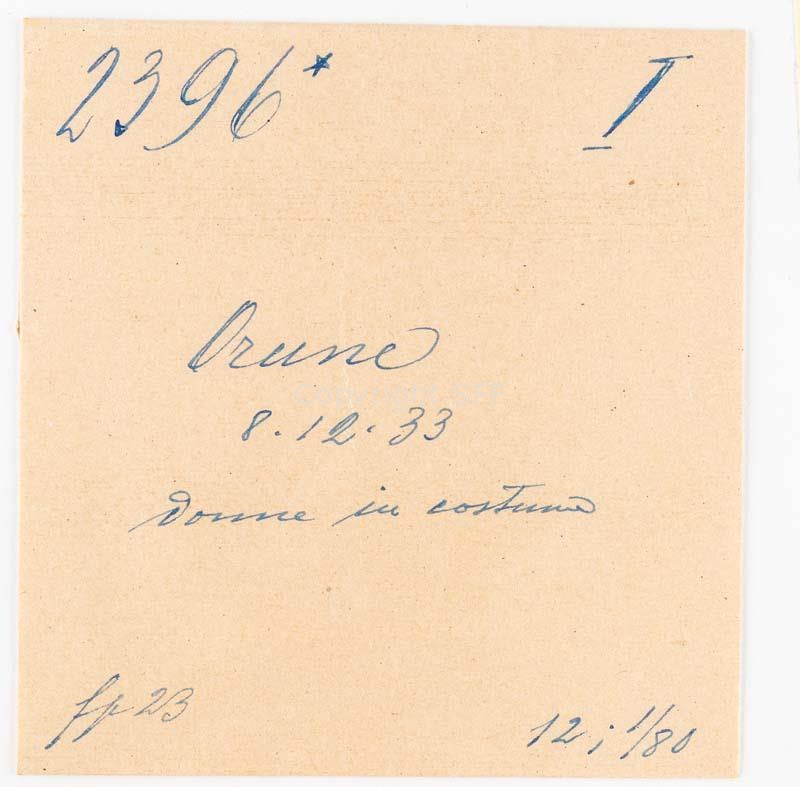 2396* I
Orune
8.12.33
donne in costume
fp 23
12; 1/80